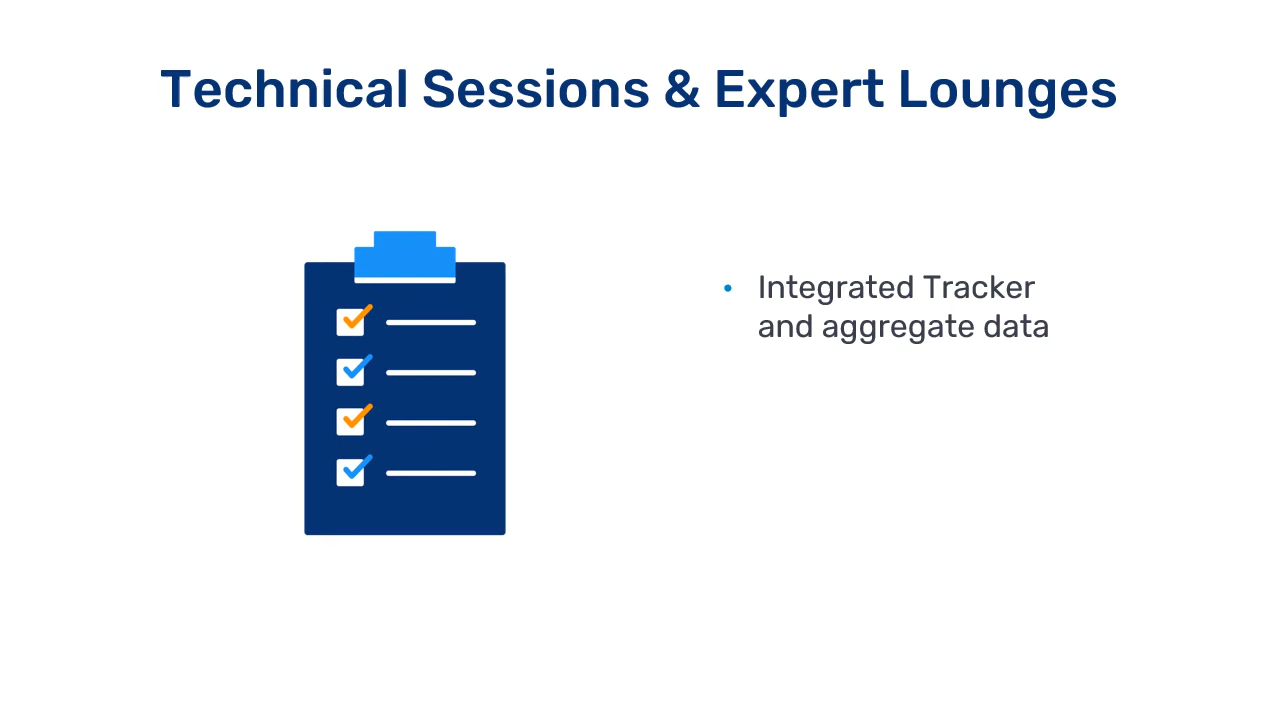 Technical Sessions & Expert Lounges
• Integrated Tracker
and aggregate data